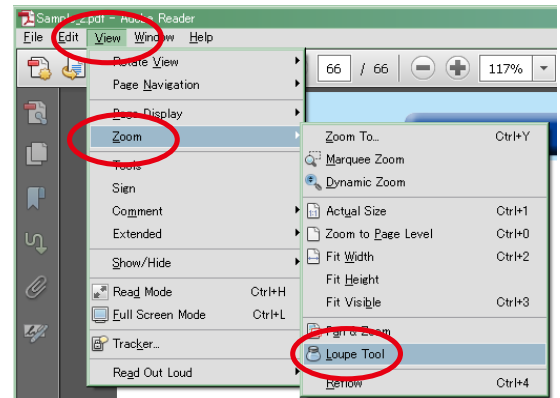 Sample_2.pdf - Adobe Reader
File Edit View Window Help
66 / 66 117%
Rotate View
Page Navigation
Page Display
Zoom
Tools
Sign
Comment
Extended
Show/Hide
Read Mode Ctrl+H
Full Screen Mode Ctrl+L
Tracker...
Read Out Loud
Zoom To... Ctrl+Y
Marquee Zoom
Dynamic Zoom
Actual Size Ctrl+1
Zoom to Page Level Ctrl+0
Fit Width Ctrl+2
Fit Height
Fit Visible Ctrl+3
Pan & Zoom
Loupe Tool
Reflow Ctrl+4